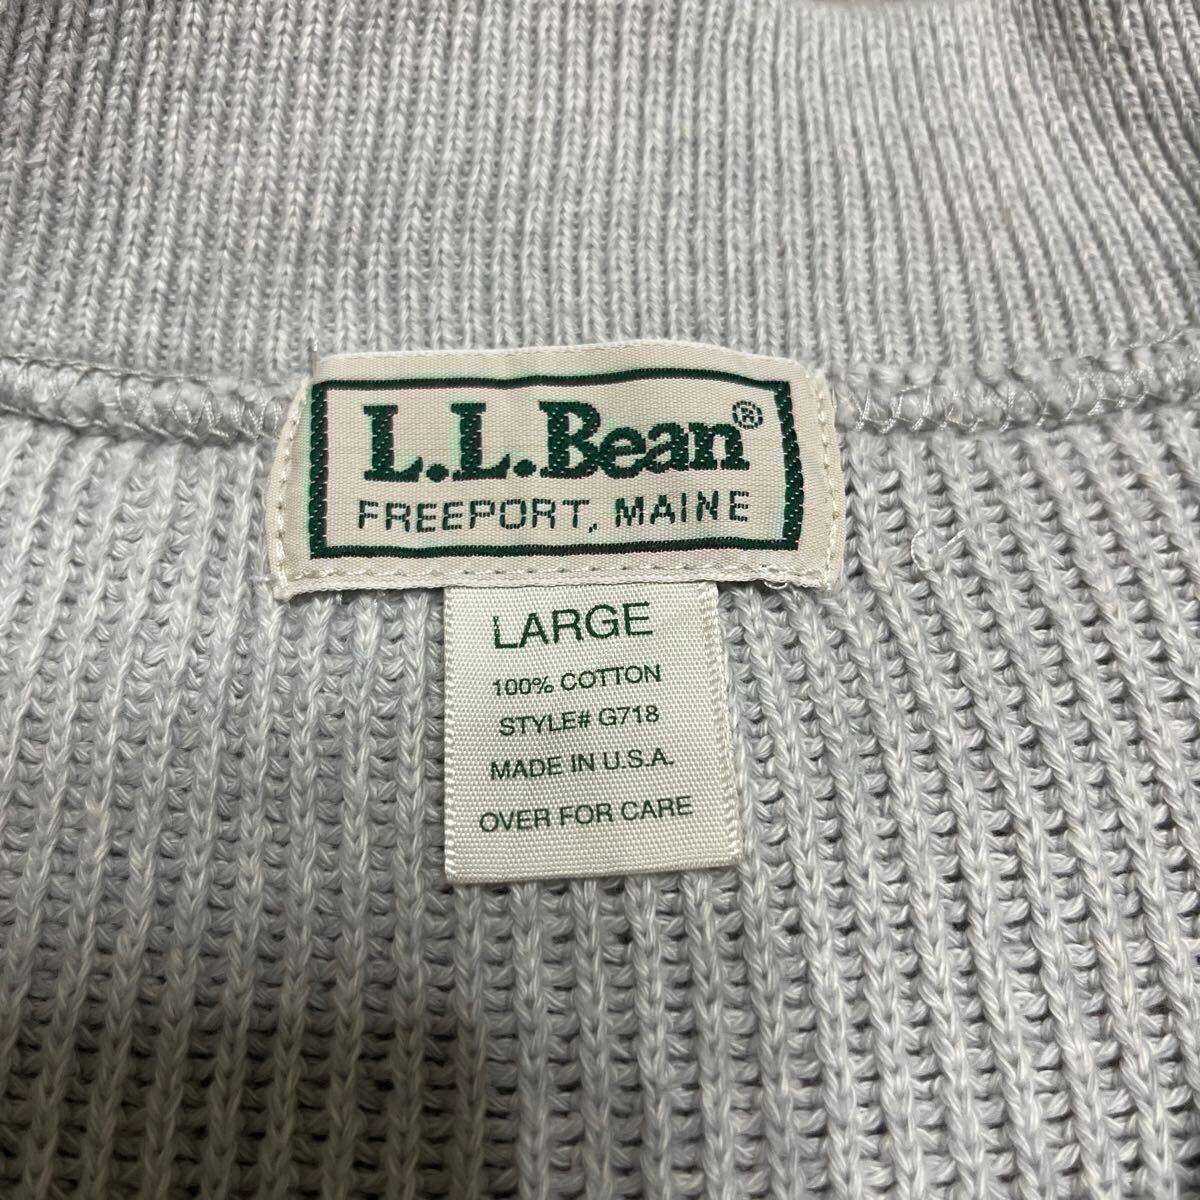 L.L.Bean®
FREEPORT, MAINE
LARGE
100% COTTON
STYLE# G718
MADE IN U.S.A.
OVER FOR CARE